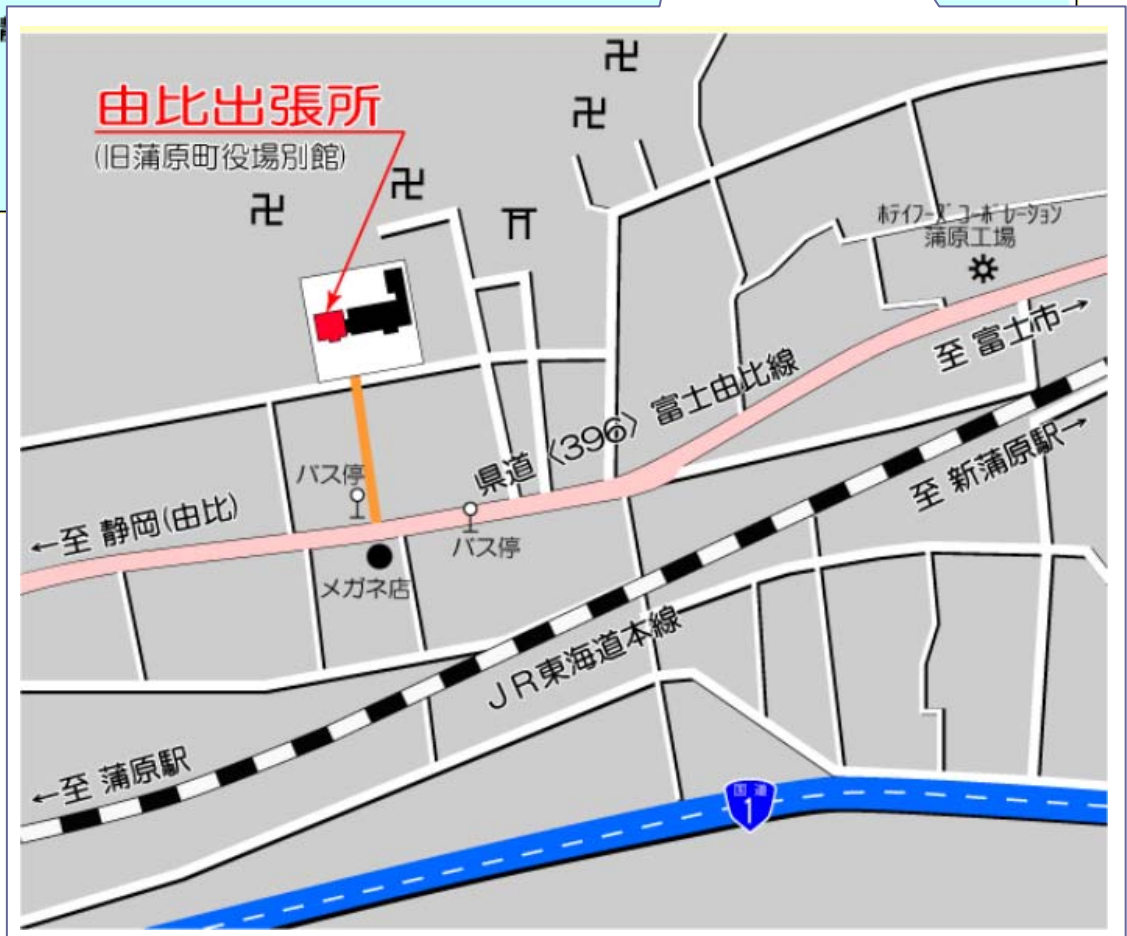 由比出張所
(旧蒲原町役場別館)
ﾎﾃｲﾌｰｽﾞｺｰﾎﾟﾚｰｼｮﾝ
蒲原工場
至 富士市→
県道〈396〉富士由比線
至 新蒲原駅→
バス停
←至 静岡(由比)
バス停
メガネ店
JR東海道本線
←至 蒲原駅
国道
1